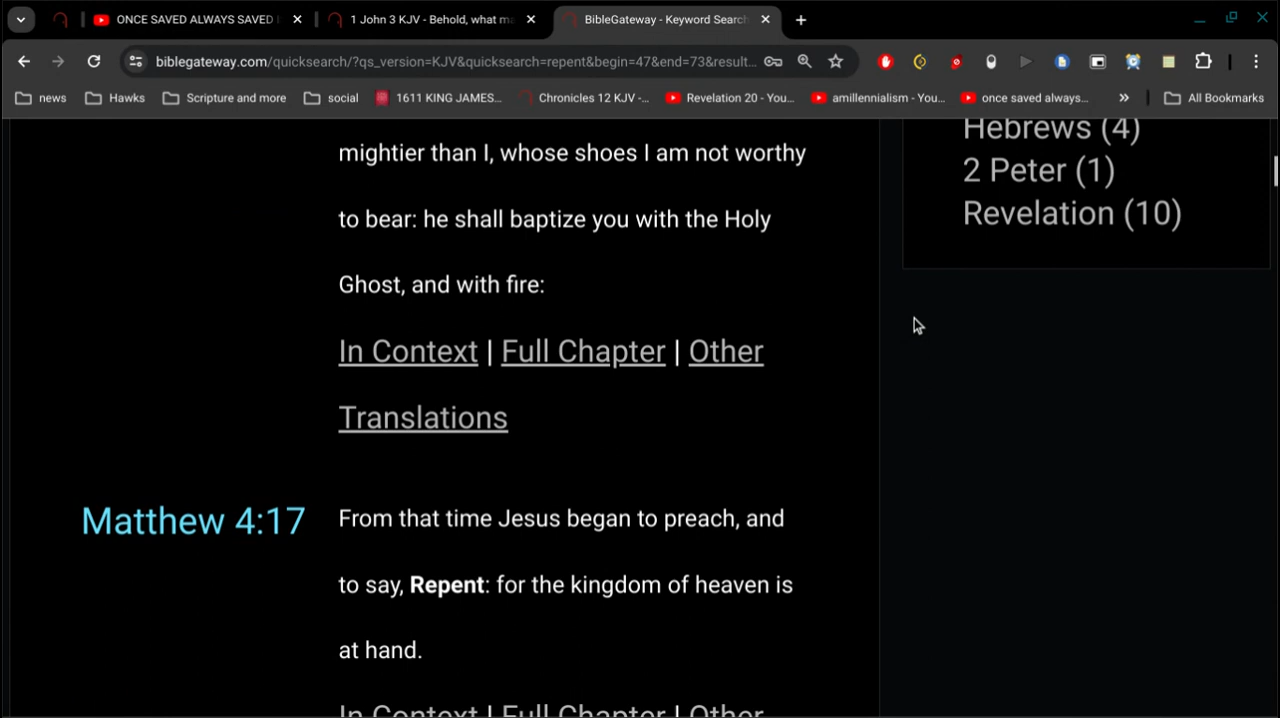 ONCE SAVED ALWAYS SAVED
1 John 3 KJV - Behold, what m
BibleGateway - Keyword Search
biblegateway.com/quicksearch/?qs_version=KJV&quicksearch=repent&begin=47&end=73&result...
news
Hawks
Scripture and more
social
1611 KING JAMES...
Chronicles 12 KJV -...
Revelation 20 - You...
amillennialism - You...
once saved always...
»
All Bookmarks
mightier than I, whose shoes I am not worthy
to bear: he shall baptize you with the Holy
Ghost, and with fire:
In Context | Full Chapter | Other
Translations
Matthew 4:17
From that time Jesus began to preach, and
to say, Repent: for the kingdom of heaven is
at hand.
In Context | Full Chapter | Other
Hebrews (4)
2 Peter (1)
Revelation (10)